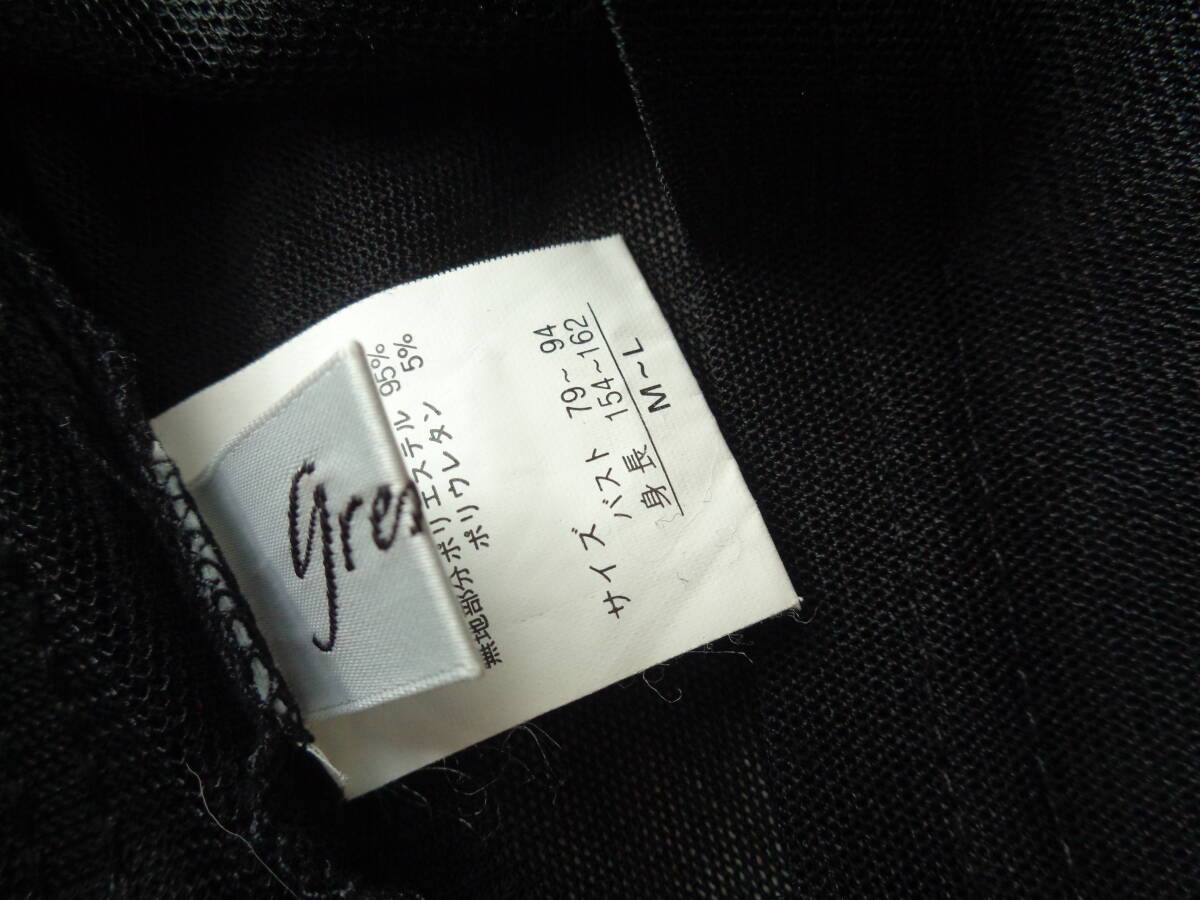 gre
無地部分ポリエステル 95%
ポリウレタン 5%
サイズ
バスト 79~ 94
身長 154~162
M~L